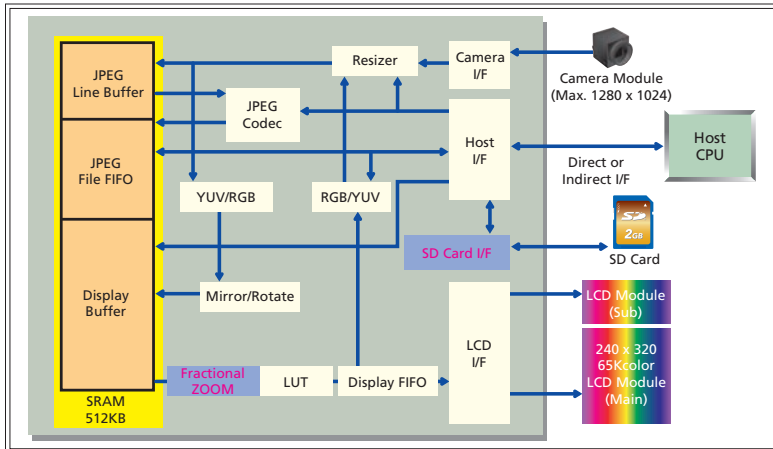 JPEG
Line Buffer
JPEG
File FIFO
Display
Buffer
SRAM
512KB
JPEG
Codec
Resizer
Camera
I/F
Host
I/F
YUV/RGB
RGB/YUV
Mirror/Rotate
SD Card I/F
Fractional
ZOOM
LUT
Display FIFO
LCD
I/F
Camera Module
(Max. 1280 x 1024)
Host
CPU
Direct or
Indirect I/F
SD
2GB
SD Card
LCD Module
(Sub)
240 x 320
65Kcolor
LCD Module
(Main)